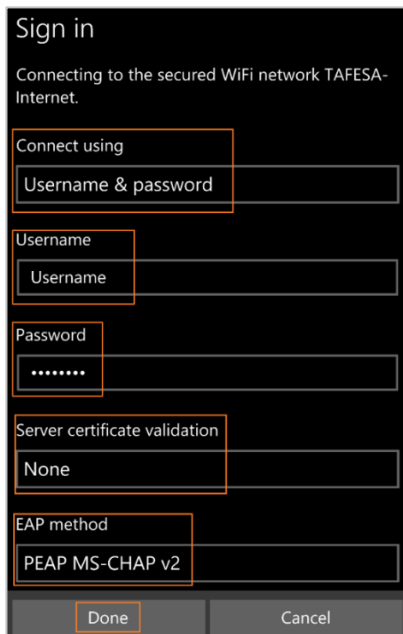 Sign in
Connecting to the secured WiFi network TAFESA-
Internet.
Connect using
Username & password
Username
Username
Password
••••••••
Server certificate validation
None
EAP method
PEAP MS-CHAP v2
Done
Cancel